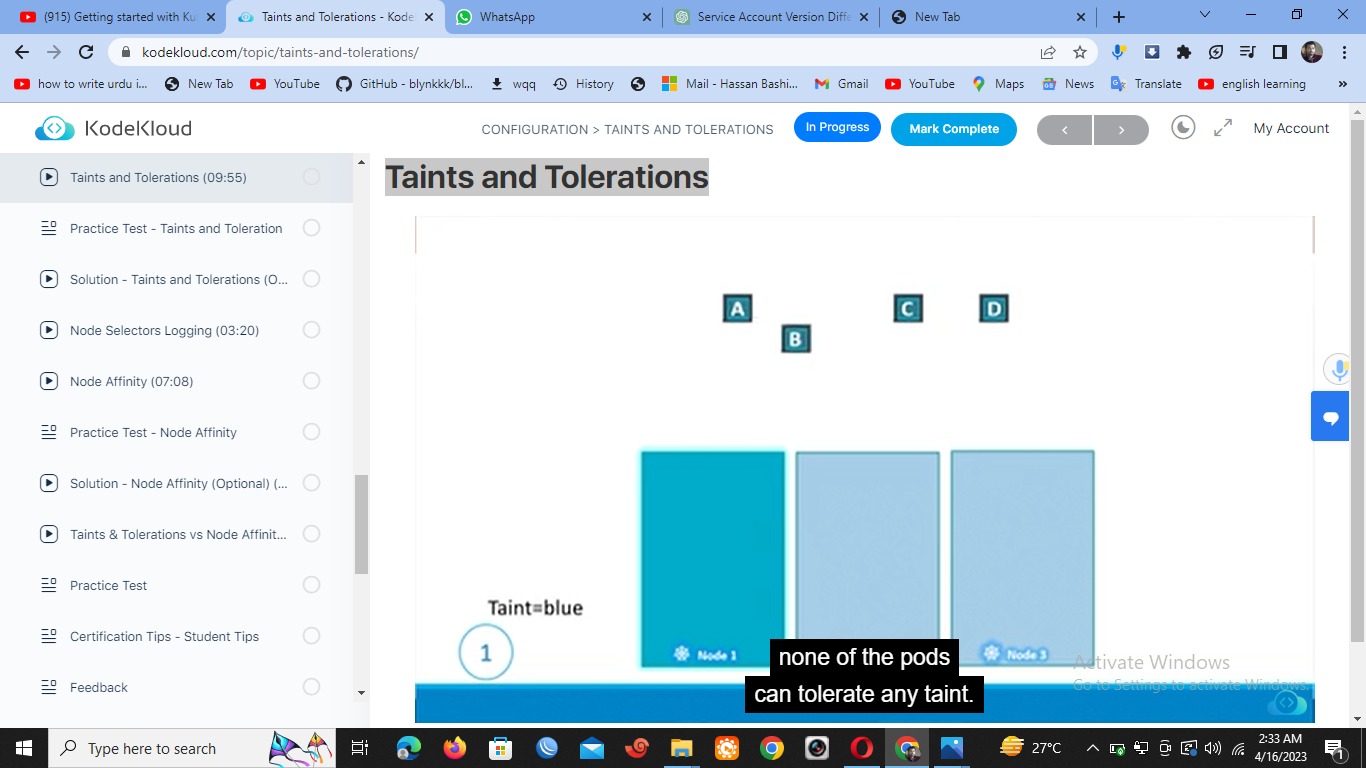 (915) Getting started with Ku
Taints and Tolerations - Kode
WhatsApp
Service Account Version Diffe
New Tab
kodekloud.com/topic/taints-and-tolerations/
how to write urdu i...
New Tab
YouTube
GitHub - blynkkk/bl...
wqq
History
Mail - Hassan Bashi...
Gmail
YouTube
Maps
News
Translate
english learning
»
KodeKloud
CONFIGURATION > TAINTS AND TOLERATIONS
In Progress
Mark Complete
<
>
My Account
Taints and Tolerations (09:55)
Practice Test - Taints and Toleration
Solution - Taints and Tolerations (O...
Node Selectors Logging (03:20)
Node Affinity (07:08)
Practice Test - Node Affinity
Solution - Node Affinity (Optional) (...
Taints & Tolerations vs Node Affinit...
Practice Test
Certification Tips - Student Tips
Feedback
Taints and Tolerations
A
B
C
D
Taint=blue
1
Node 1
Node 3
none of the pods
can tolerate any taint.
Activate Windows
Go to Settings to activate Windows.
Type here to search
27°C
2:33 AM
4/16/2023
1